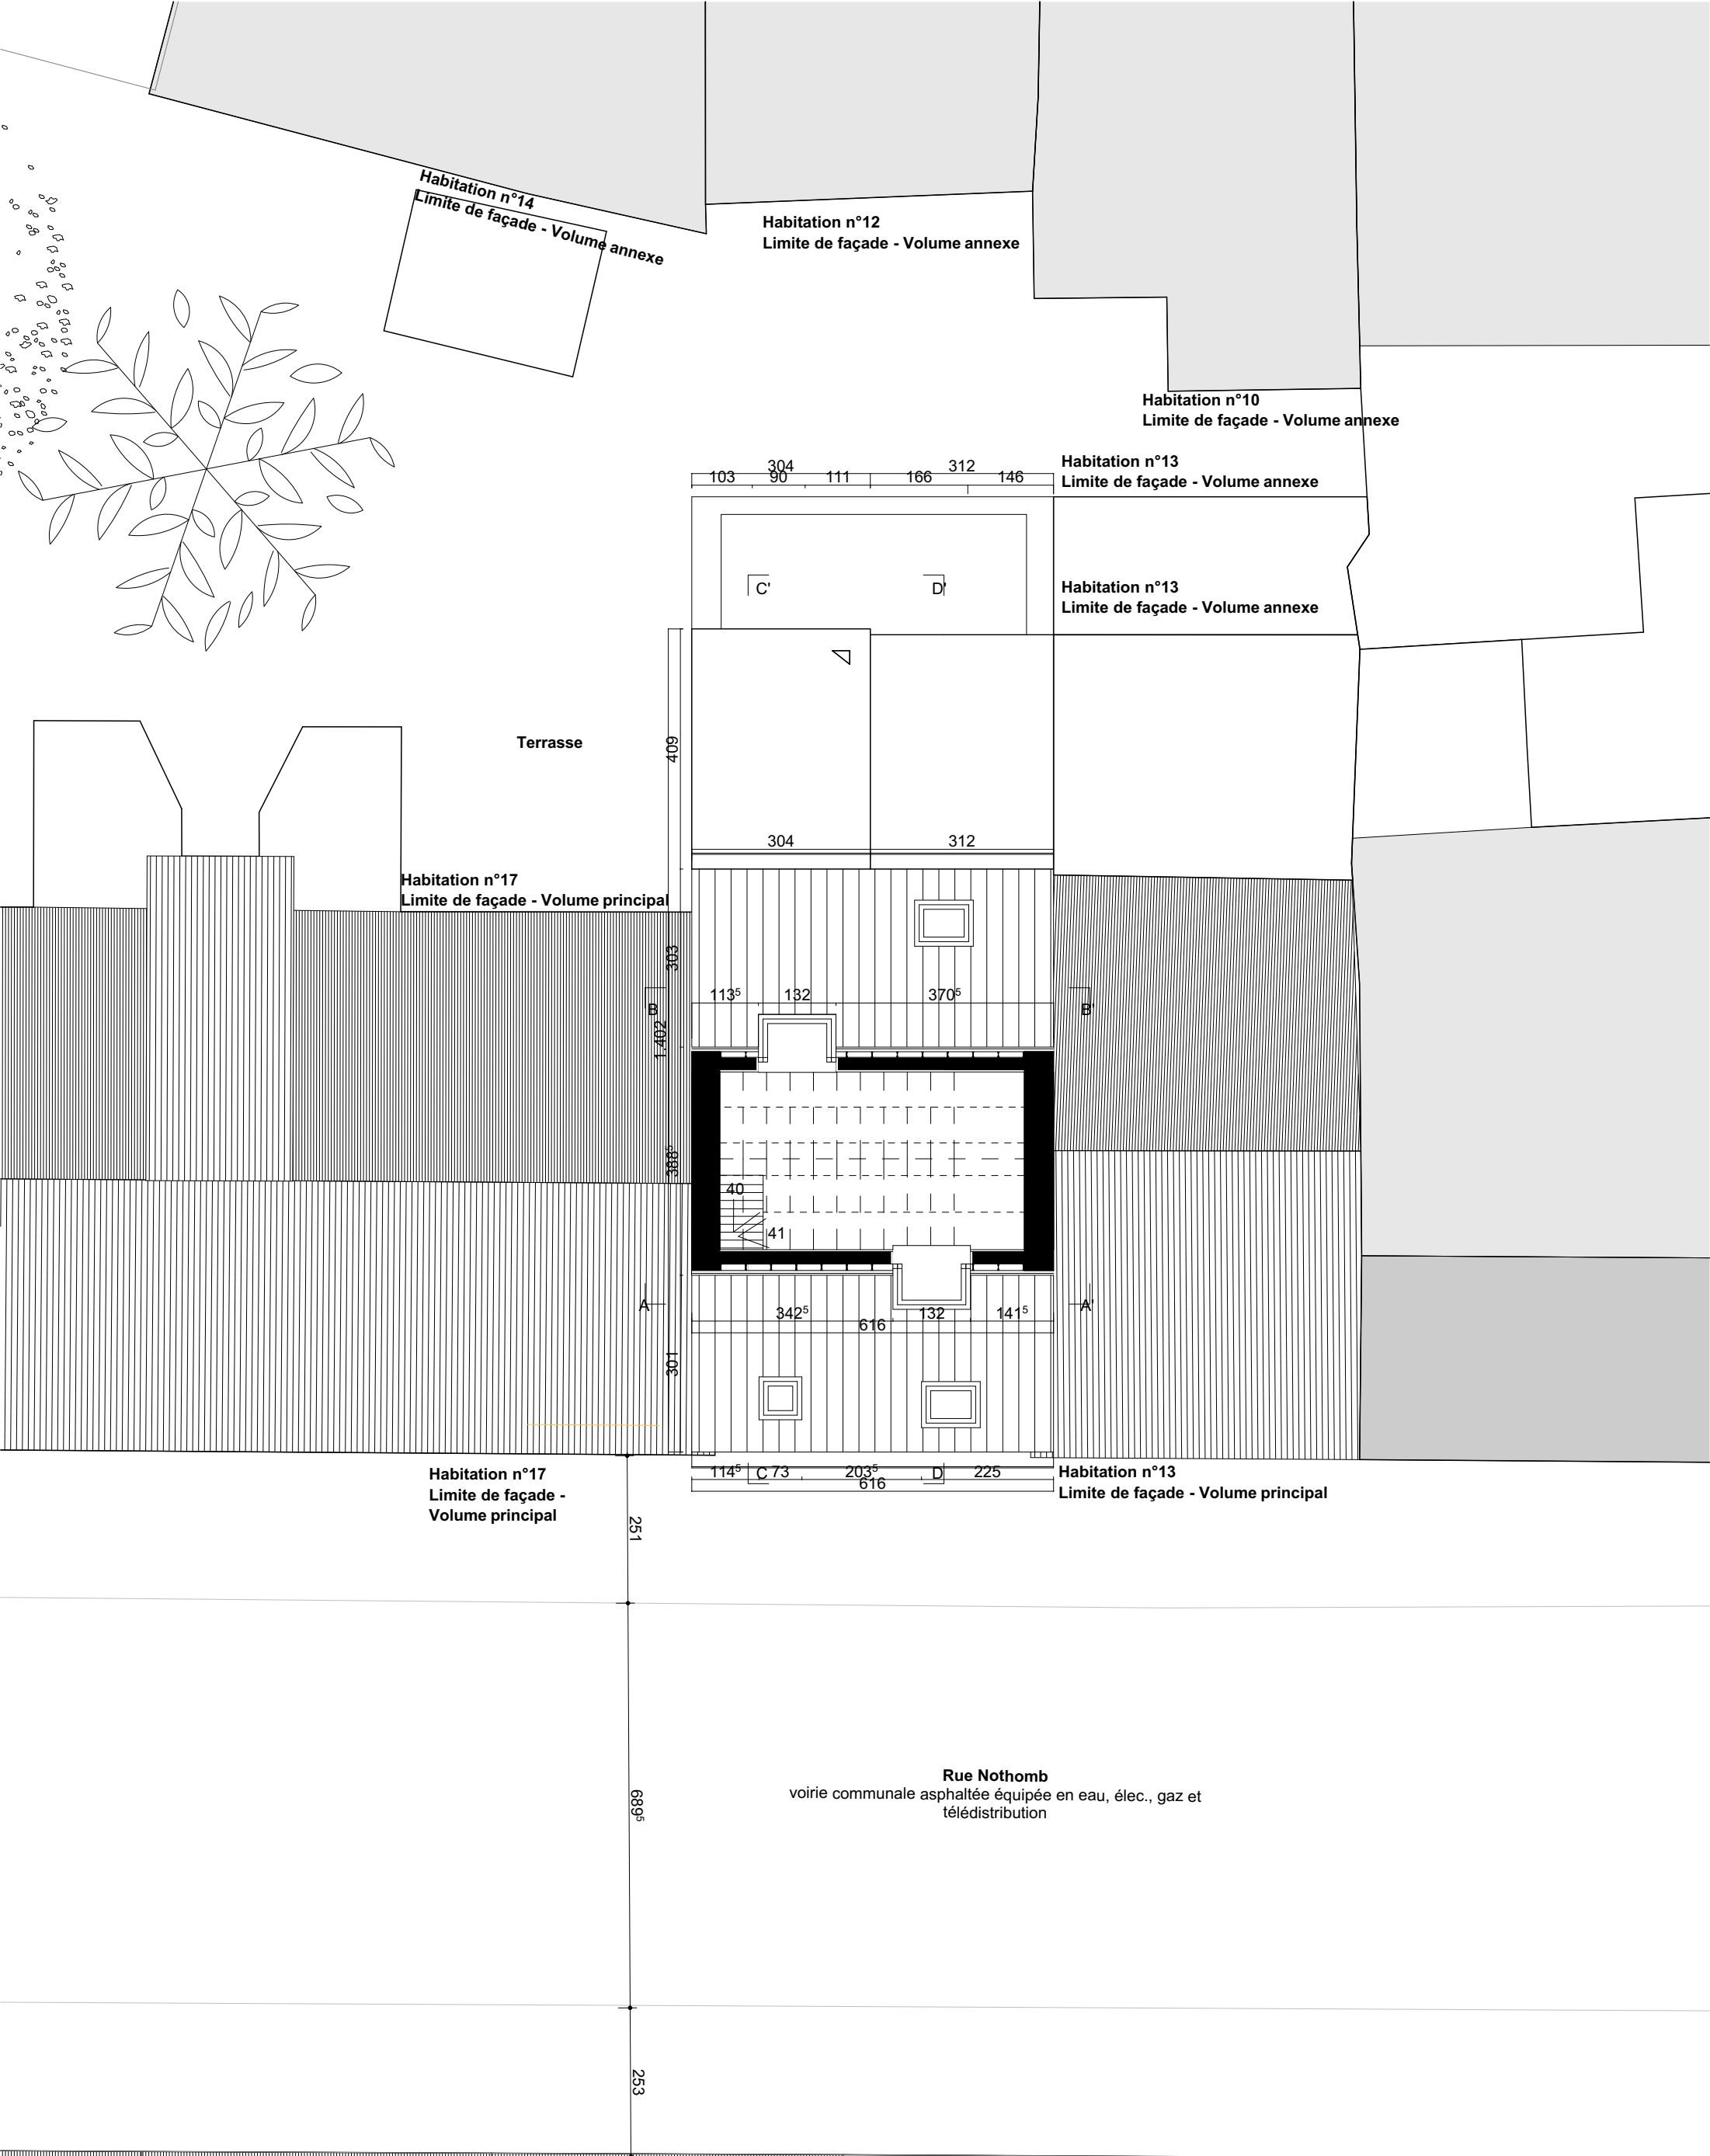 Habitation n°14
Limite de façade - Volume annexe
Habitation n°12
Limite de façade - Volume annexe
Habitation n°10
Limite de façade - Volume annexe
Habitation n°13
Limite de façade - Volume annexe
304 312
103 90 111 166 146
C' D'
Habitation n°13
Limite de façade - Volume annexe
Terrasse
409
304 312
Habitation n°17
Limite de façade - Volume principal
303
113⁵ 132 370⁵
B B'
1.402
388⁵
40
41
A A'
342⁵ 132 141⁵
616
301
114⁵ C 73 203⁵ D 225
616
Habitation n°17
Limite de façade -
Volume principal
Habitation n°13
Limite de façade - Volume principal
251
Rue Nothomb
voirie communale asphaltée équipée en eau, élec., gaz et
télédistribution
689⁵
253